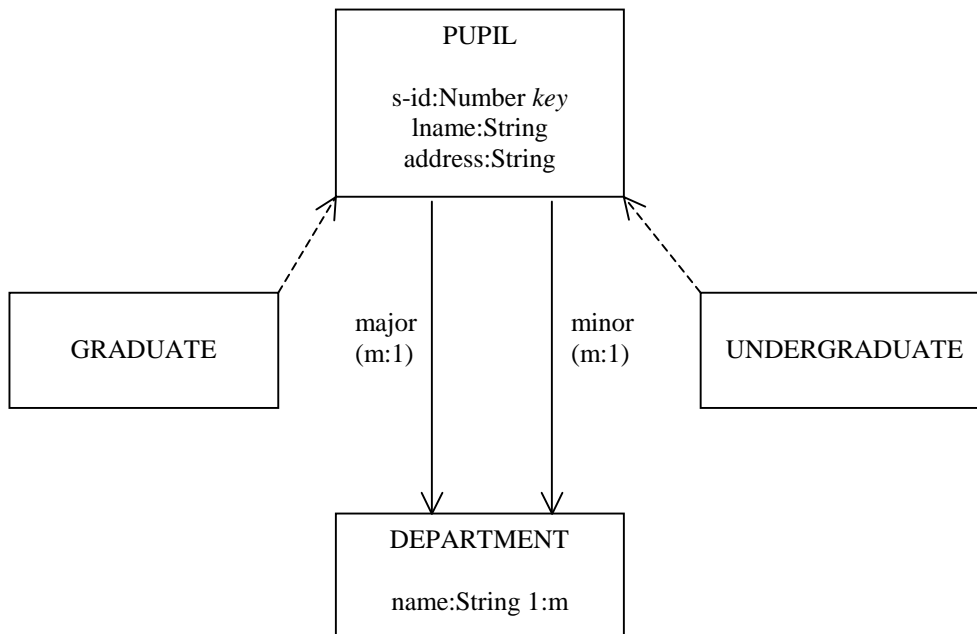 PUPIL
s-id:Number key
lname:String
address:String
GRADUATE
major
(m:1)
minor
(m:1)
UNDERGRADUATE
DEPARTMENT
name:String 1:m